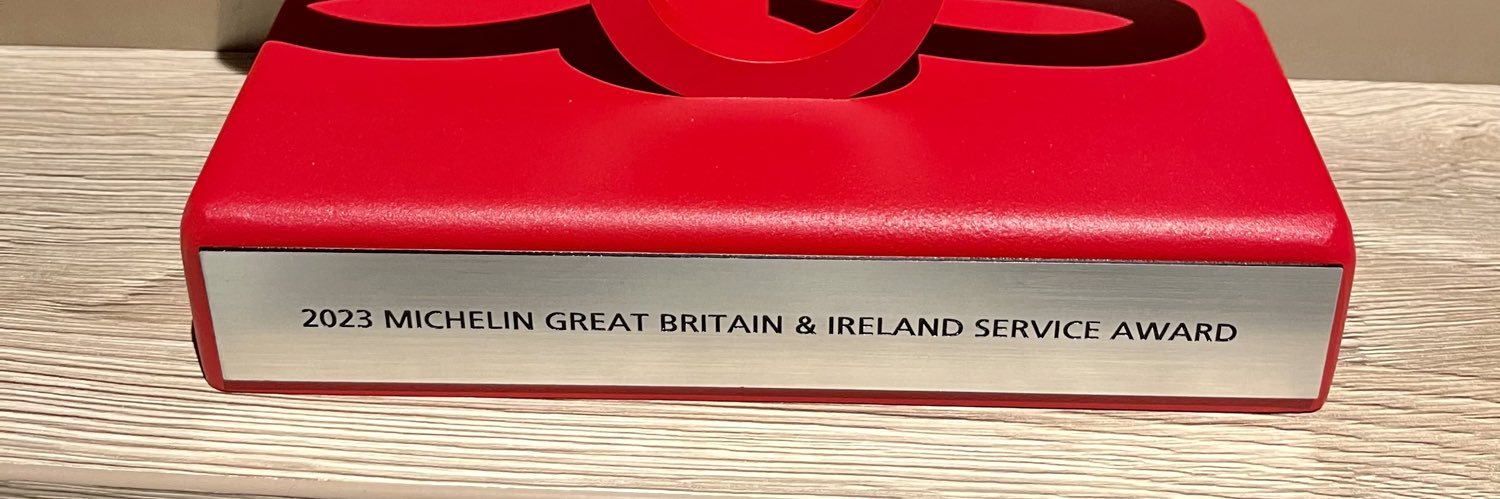 2023 MICHELIN GREAT BRITAIN & IRELAND SERVICE AWARD